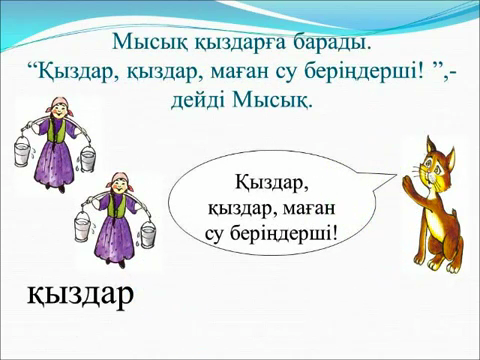 Мысық қыздарға барады.
“Қыздар, қыздар, маған су беріңдерші! ”,-
дейді Мысық.
Қыздар,
қыздар, маған
су беріңдерші!
қыздар